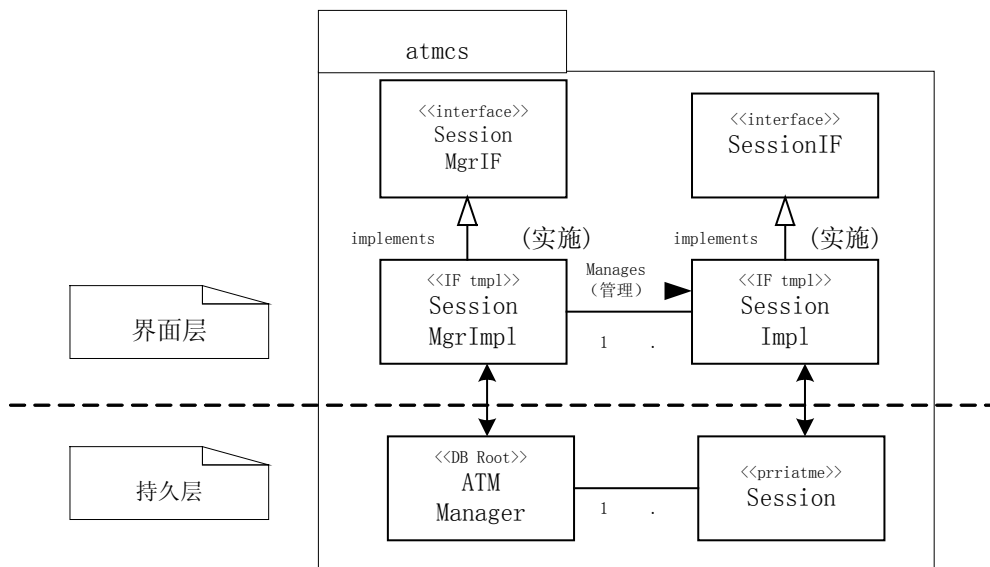 atmcs
<<interface>>
Session
MgrIF
<<interface>>
SessionIF
implements
(实施)
implements
(实施)
<<IF tmpl>>
Session
MgrImpl
Manages
(管理)
1 .
<<IF tmpl>>
Session
Impl
界面层
持久层
<<DB Root>>
ATM
Manager
1 .
<<prriatme>>
Session